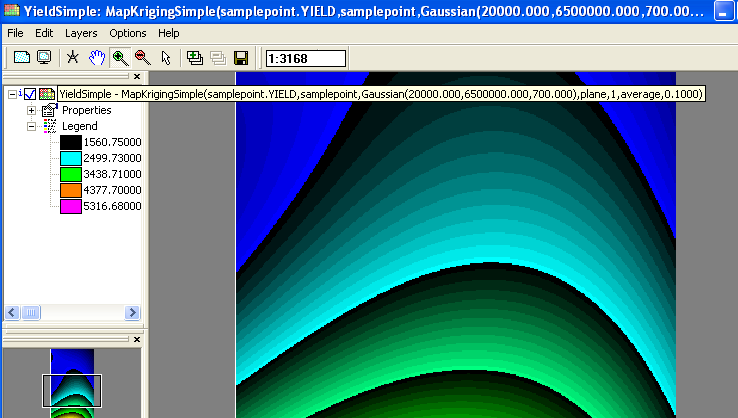 YieldSimple: MapKrigingSimple(samplepoint.YIELD,samplepoint,Gaussian(20000.000,6500000.000,700.00...
File Edit Layers Options Help
1:3168
YieldSimple - MapKrigingSimple(samplepoint.YIELD,samplepoint,Gaussian(20000.000,6500000.000,700.000),plane,1,average,0.1000)
Properties
Legend
1560.75000
2499.73000
3438.71000
4377.70000
5316.68000